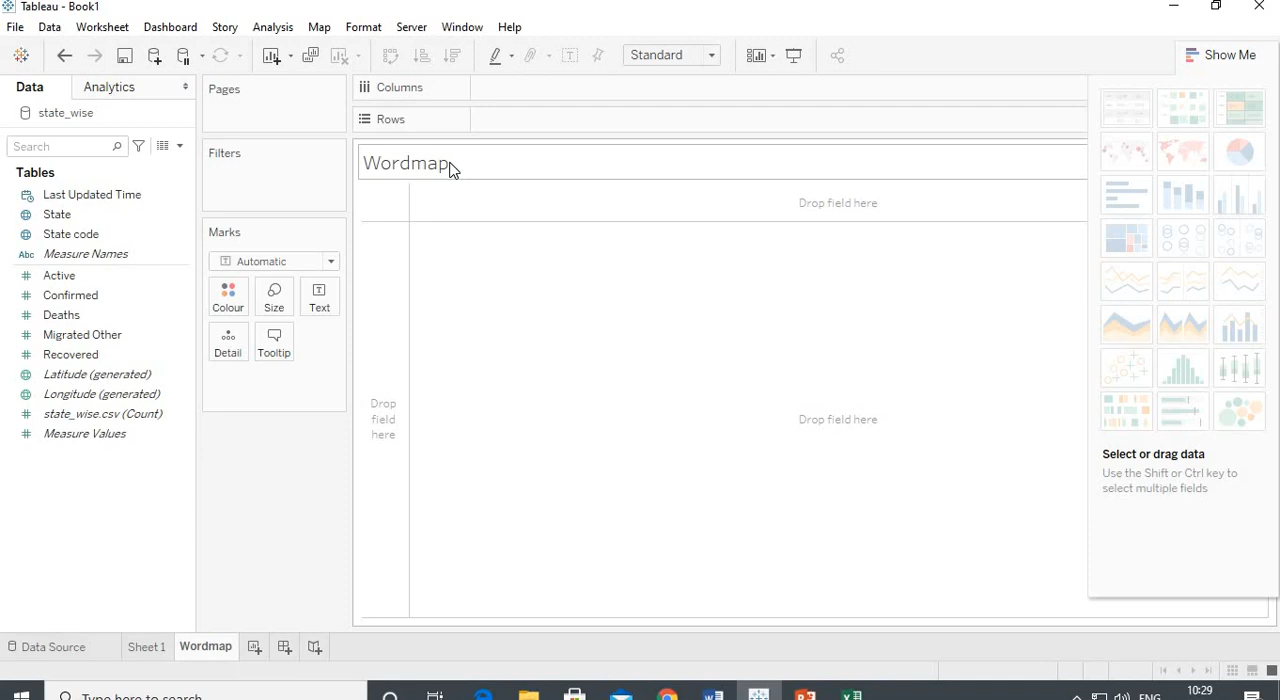 Tableau - Book1
File Data Worksheet Dashboard Story Analysis Map Format Server Window Help
Standard
Show Me
Data Analytics
state_wise
Search
Tables
Last Updated Time
State
State code
Abc Measure Names
Active
Confirmed
Deaths
Migrated Other
Recovered
Latitude (generated)
Longitude (generated)
state_wise.csv (Count)
Measure Values
Pages
Filters
Marks
Automatic
Colour Size Text
Detail Tooltip
Columns
Rows
Wordmap
Drop field here
Drop
field
here
Drop field here
Select or drag data
Use the Shift or Ctrl key to
select multiple fields
Data Source Sheet 1 Wordmap
Type here to search
ENG
10:29